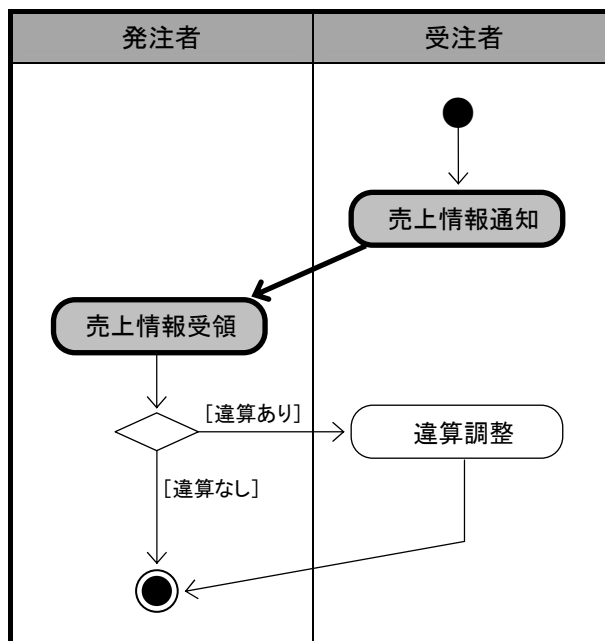 発注者
受注者
売上情報通知
売上情報受領
[違算あり]
違算調整
[違算なし]